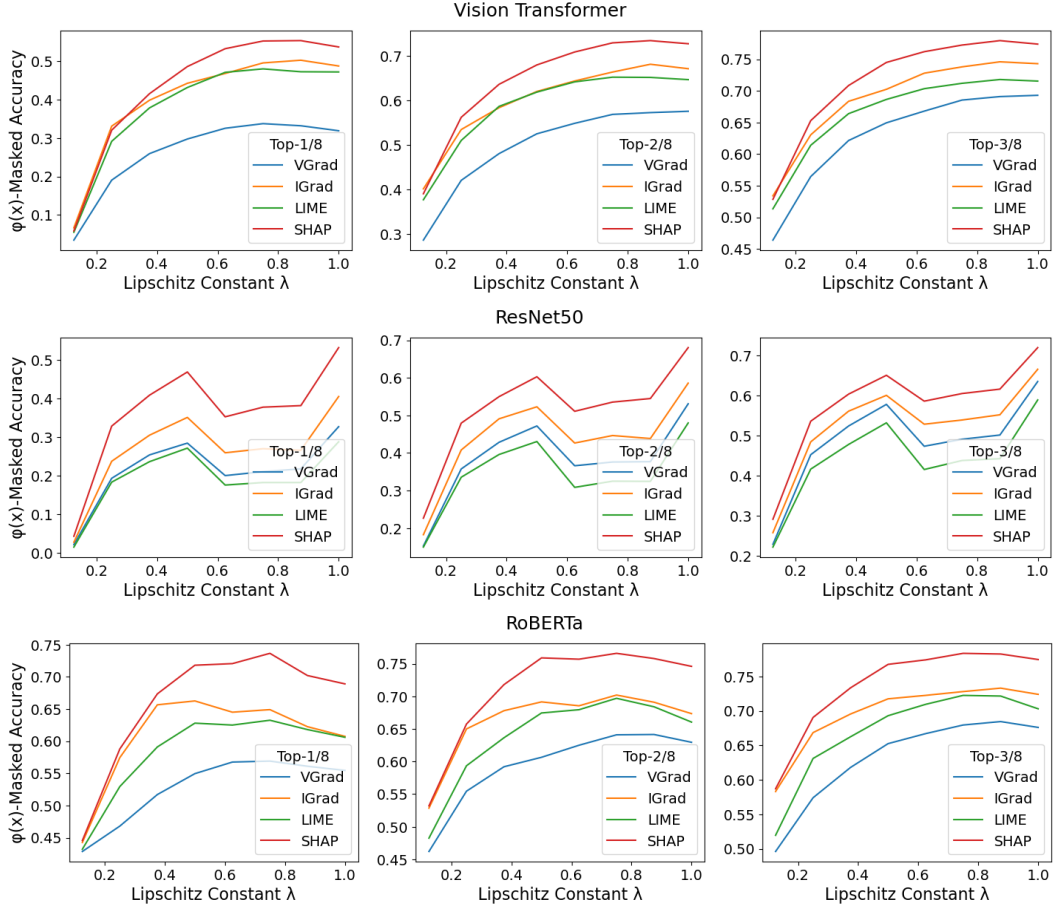 Vision Transformer
φ(x)-Masked Accuracy
0.5
0.4
0.3
0.2
0.1
0.2 0.4 0.6 0.8 1.0
Lipschitz Constant λ
Top-1/8
VGrad
IGrad
LIME
SHAP
0.7
0.6
0.5
0.4
0.3
0.2 0.4 0.6 0.8 1.0
Lipschitz Constant λ
Top-2/8
VGrad
IGrad
LIME
SHAP
0.75
0.70
0.65
0.60
0.55
0.50
0.45
0.2 0.4 0.6 0.8 1.0
Lipschitz Constant λ
Top-3/8
VGrad
IGrad
LIME
SHAP
ResNet50
φ(x)-Masked Accuracy
0.5
0.4
0.3
0.2
0.1
0.0
0.2 0.4 0.6 0.8 1.0
Lipschitz Constant λ
Top-1/8
VGrad
IGrad
LIME
SHAP
0.7
0.6
0.5
0.4
0.3
0.2
0.2 0.4 0.6 0.8 1.0
Lipschitz Constant λ
Top-2/8
VGrad
IGrad
LIME
SHAP
0.7
0.6
0.5
0.4
0.3
0.2
0.2 0.4 0.6 0.8 1.0
Lipschitz Constant λ
Top-3/8
VGrad
IGrad
LIME
SHAP
RoBERTa
φ(x)-Masked Accuracy
0.75
0.70
0.65
0.60
0.55
0.50
0.45
0.2 0.4 0.6 0.8 1.0
Lipschitz Constant λ
Top-1/8
VGrad
IGrad
LIME
SHAP
0.75
0.70
0.65
0.60
0.55
0.50
0.45
0.2 0.4 0.6 0.8 1.0
Lipschitz Constant λ
Top-2/8
VGrad
IGrad
LIME
SHAP
0.75
0.70
0.65
0.60
0.55
0.50
0.2 0.4 0.6 0.8 1.0
Lipschitz Constant λ
Top-3/8
VGrad
IGrad
LIME
SHAP